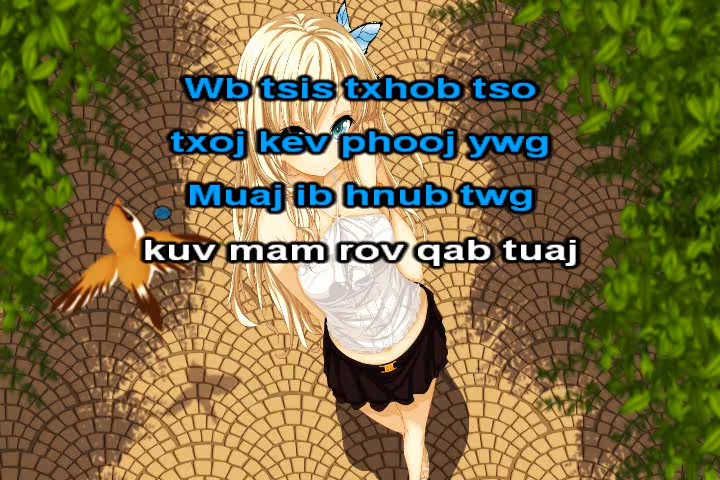 Wb tsis txhob tso
txoj kev phooj ywg
Muaj ib hnub twg
kuv mam rov qab tuaj